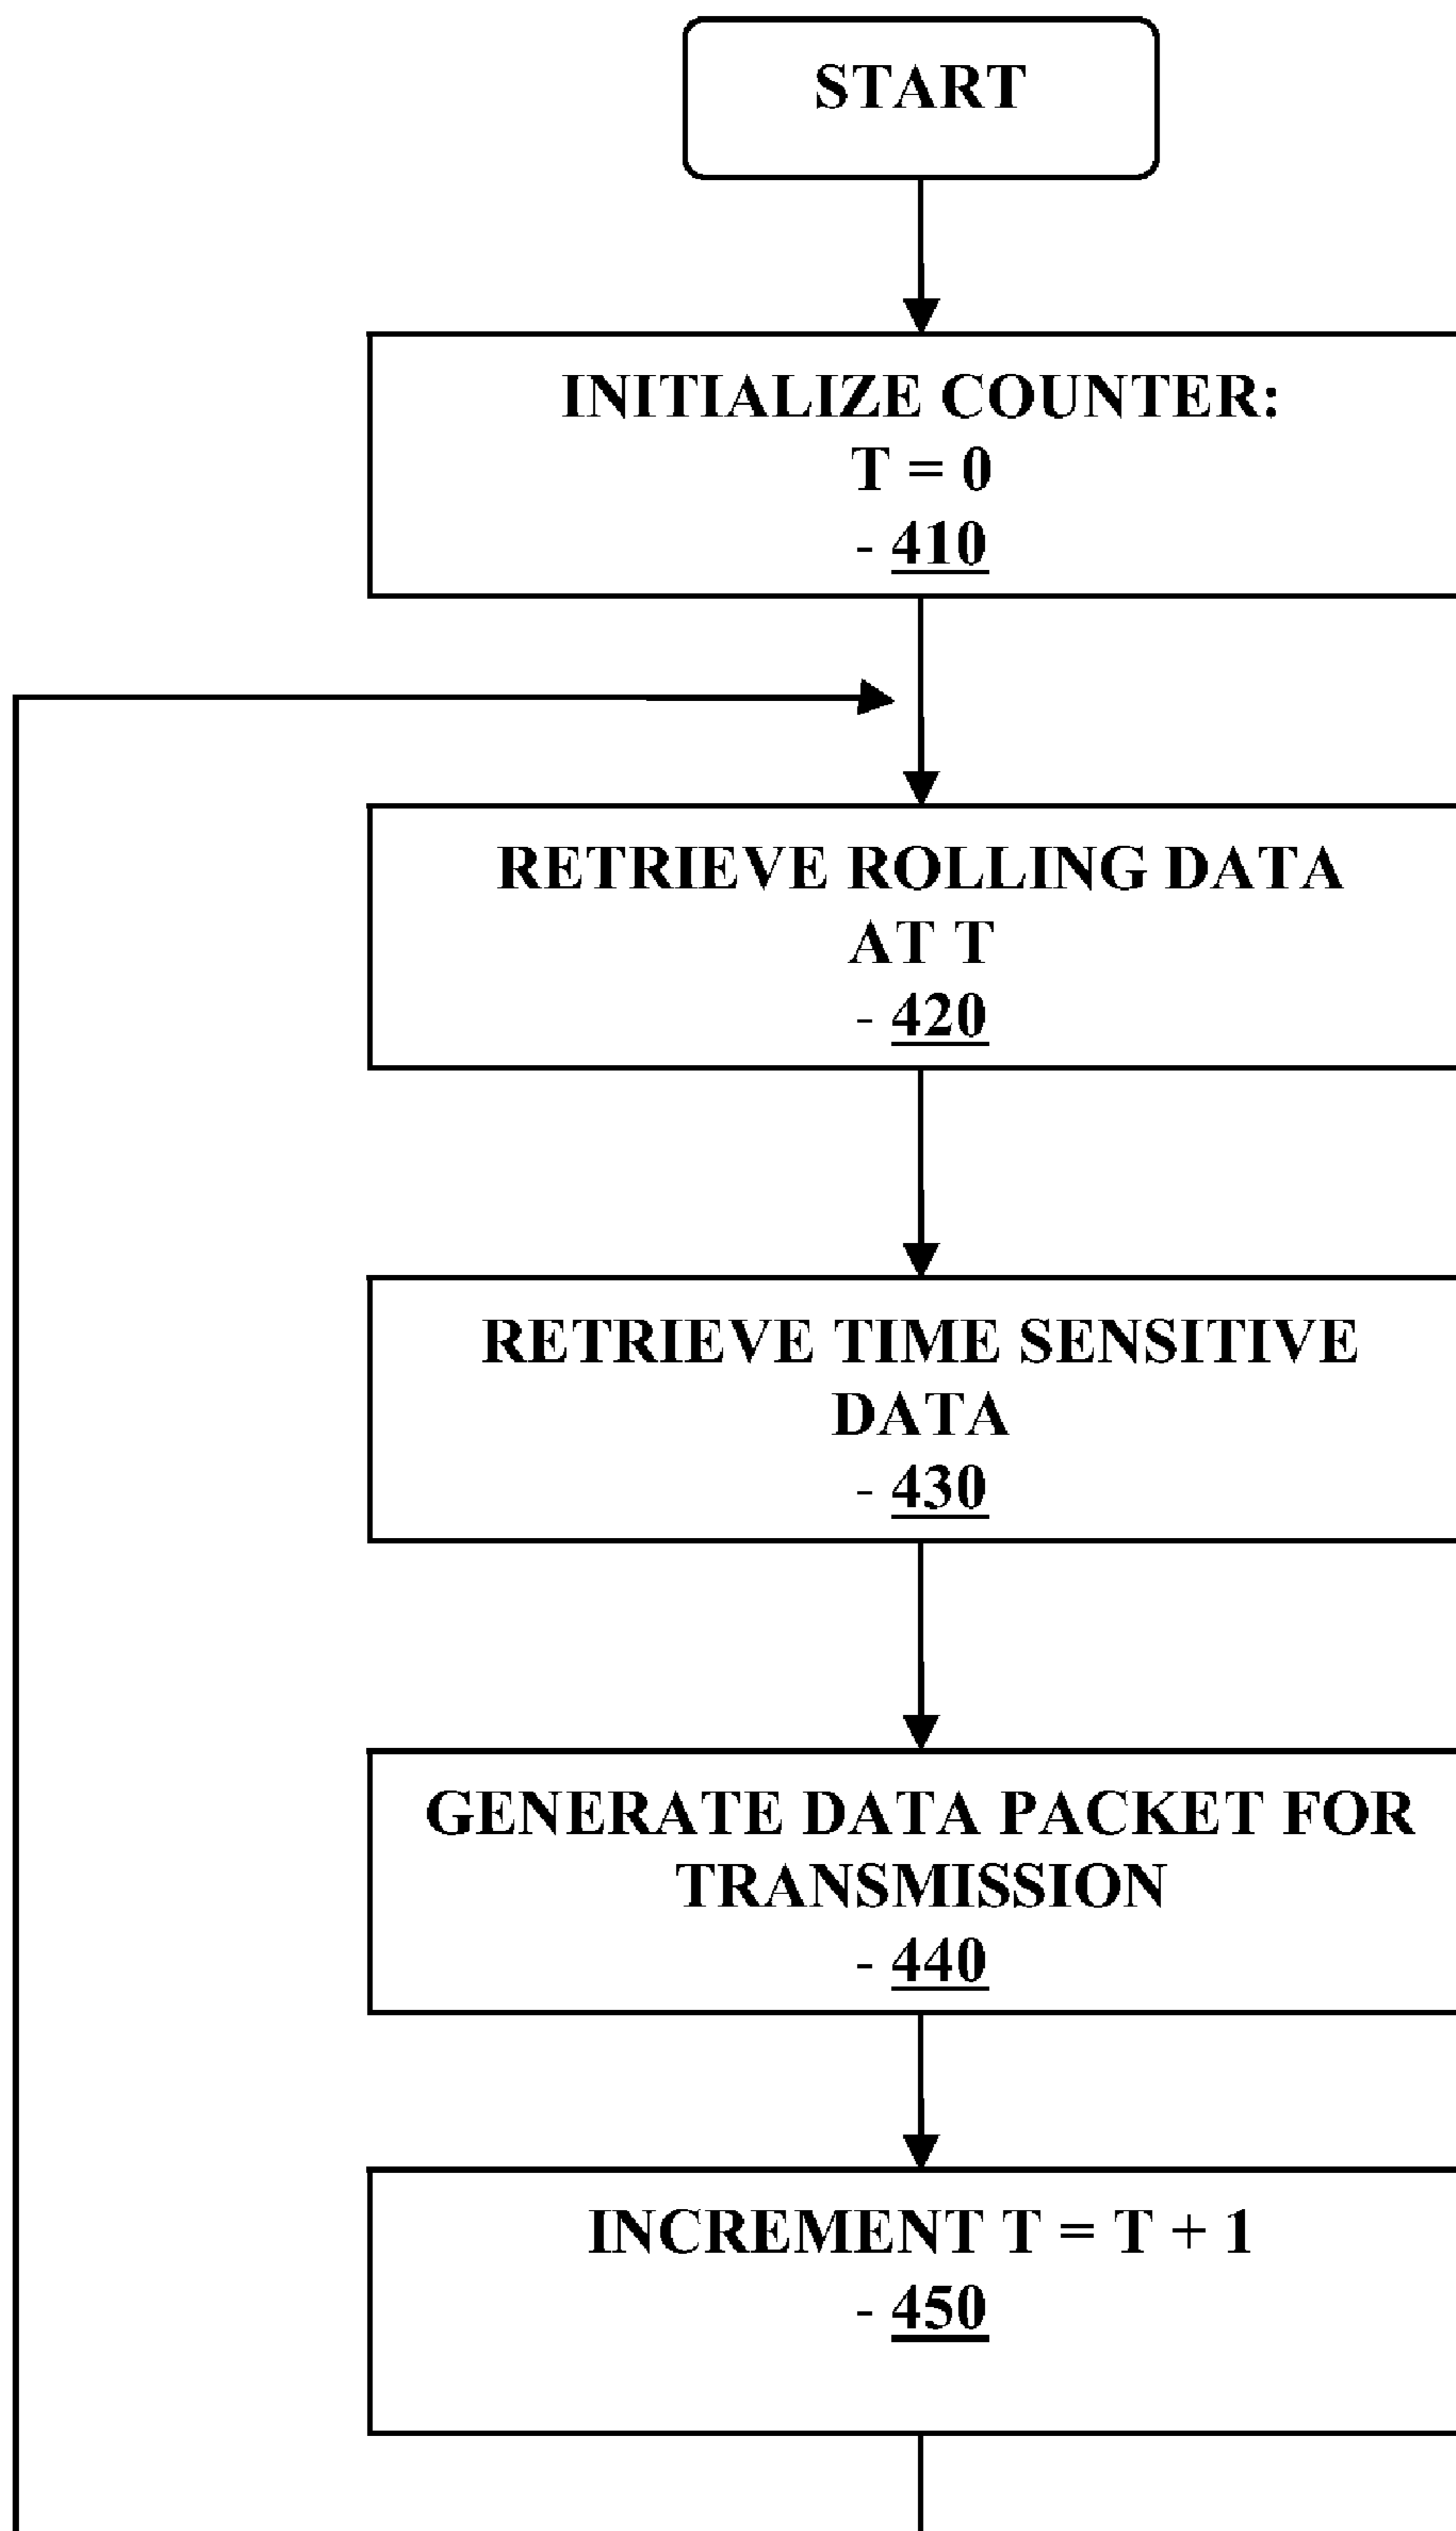 START
INITIALIZE COUNTER:
T = 0
- 410
RETRIEVE ROLLING DATA
AT T
- 420
RETRIEVE TIME SENSITIVE
DATA
- 430
GENERATE DATA PACKET FOR
TRANSMISSION
- 440
INCREMENT T = T + 1
- 450